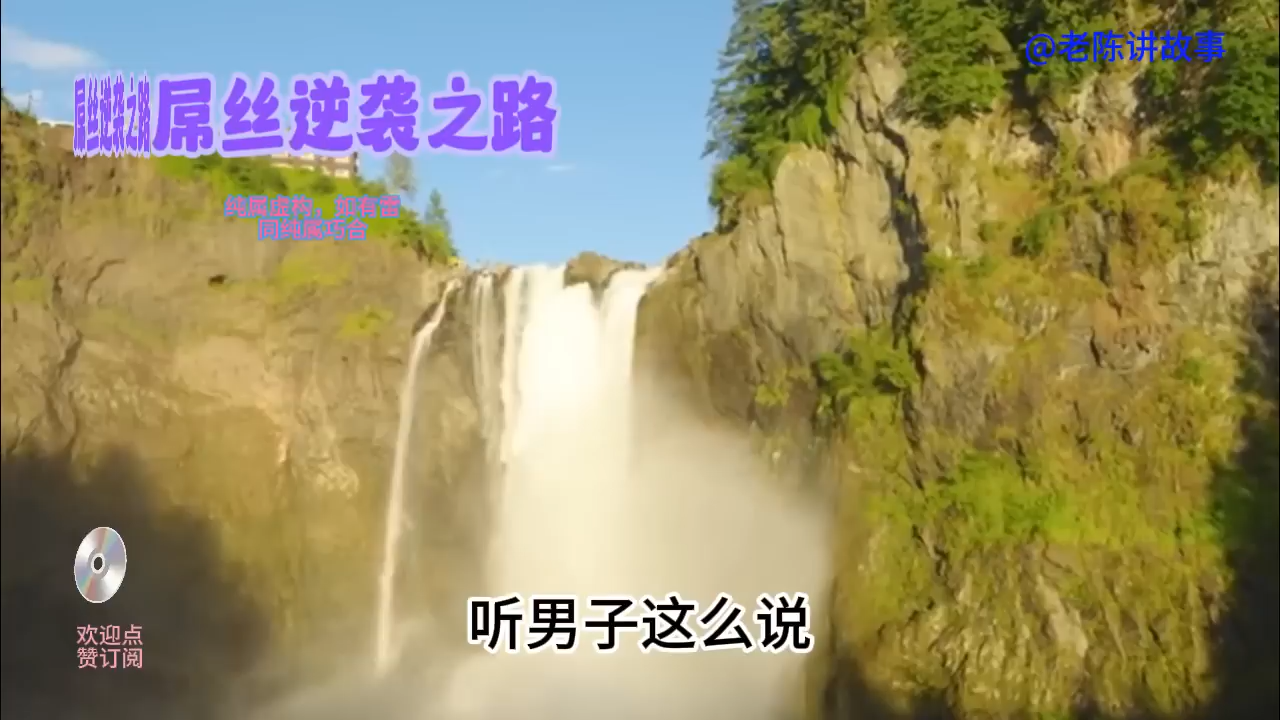 @老陈讲故事
屌丝逆袭之路屌丝逆袭之路
纯属虚构，如有雷
同纯属巧合
听男子这么说
欢迎点
赞订阅